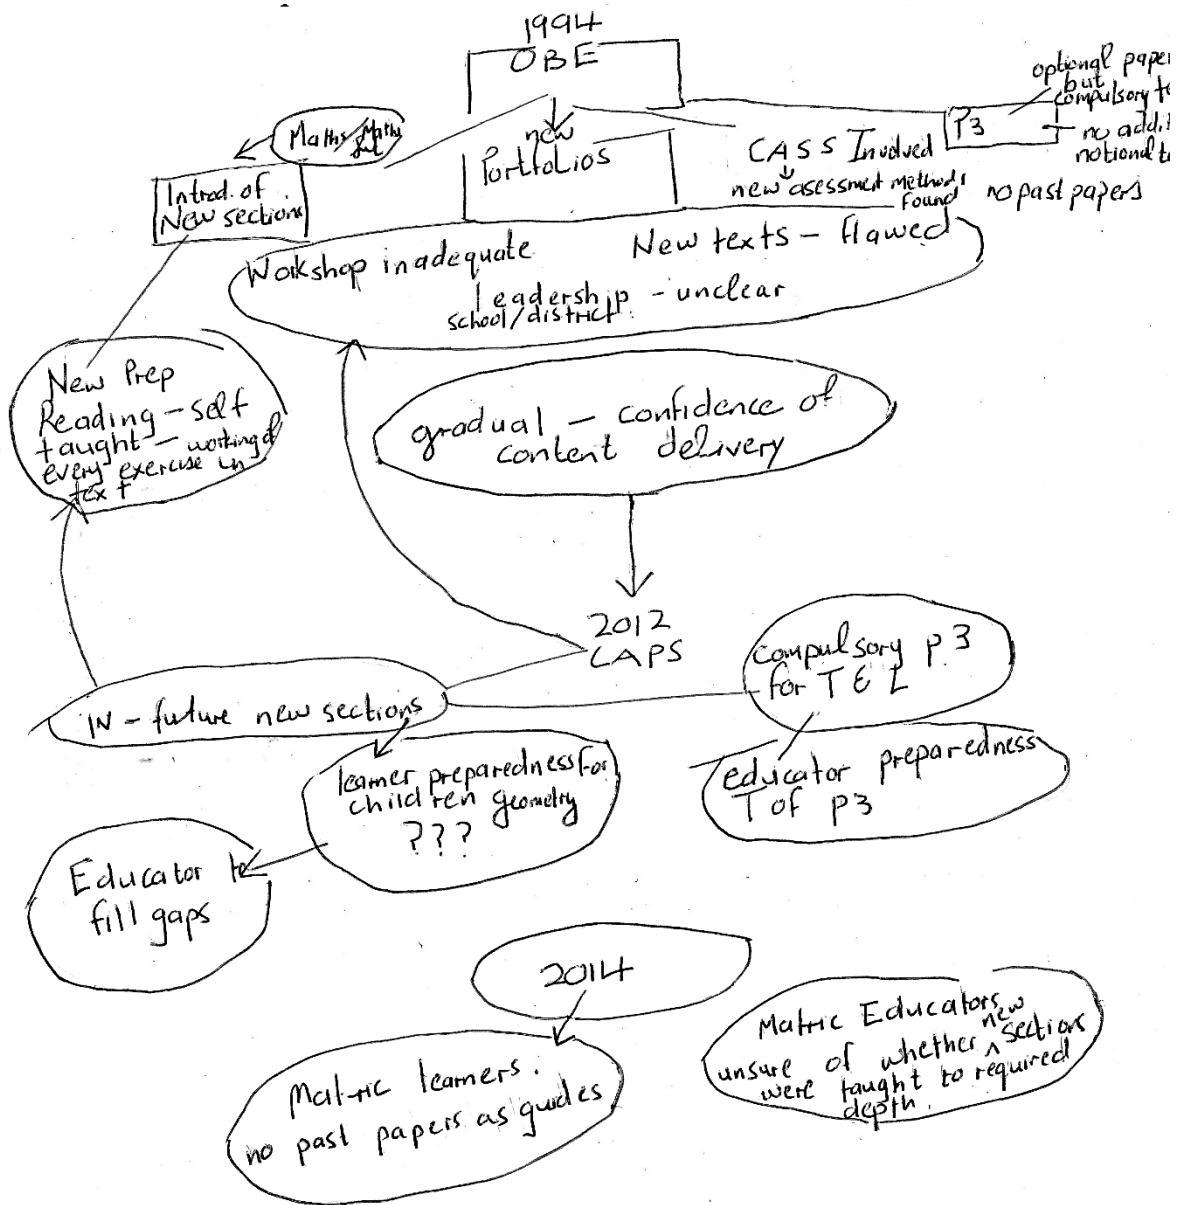 1994
OBE
optional paper
but
compulsory
P3
no
notional
Maths
new
Portfolios
CASS Involved
new asessment methods
found
no past papers
Introd. of
New sections
Workshop inadequate
New texts - flawed
leadership - unclear
school/district
New Prep
Reading - self
taught - working of
every exercise in
text
gradual - confidence of
content delivery
2012
CAPS
compulsory p3
for T & L
IN - future new sections
educator preparedness
T of p3
learner preparedness for
children geometry
???
Educator to
fill gaps
2014
Matric learners.
no past papers as guides
Matric Educators
unsure of whether new sections
were taught to required
depth.